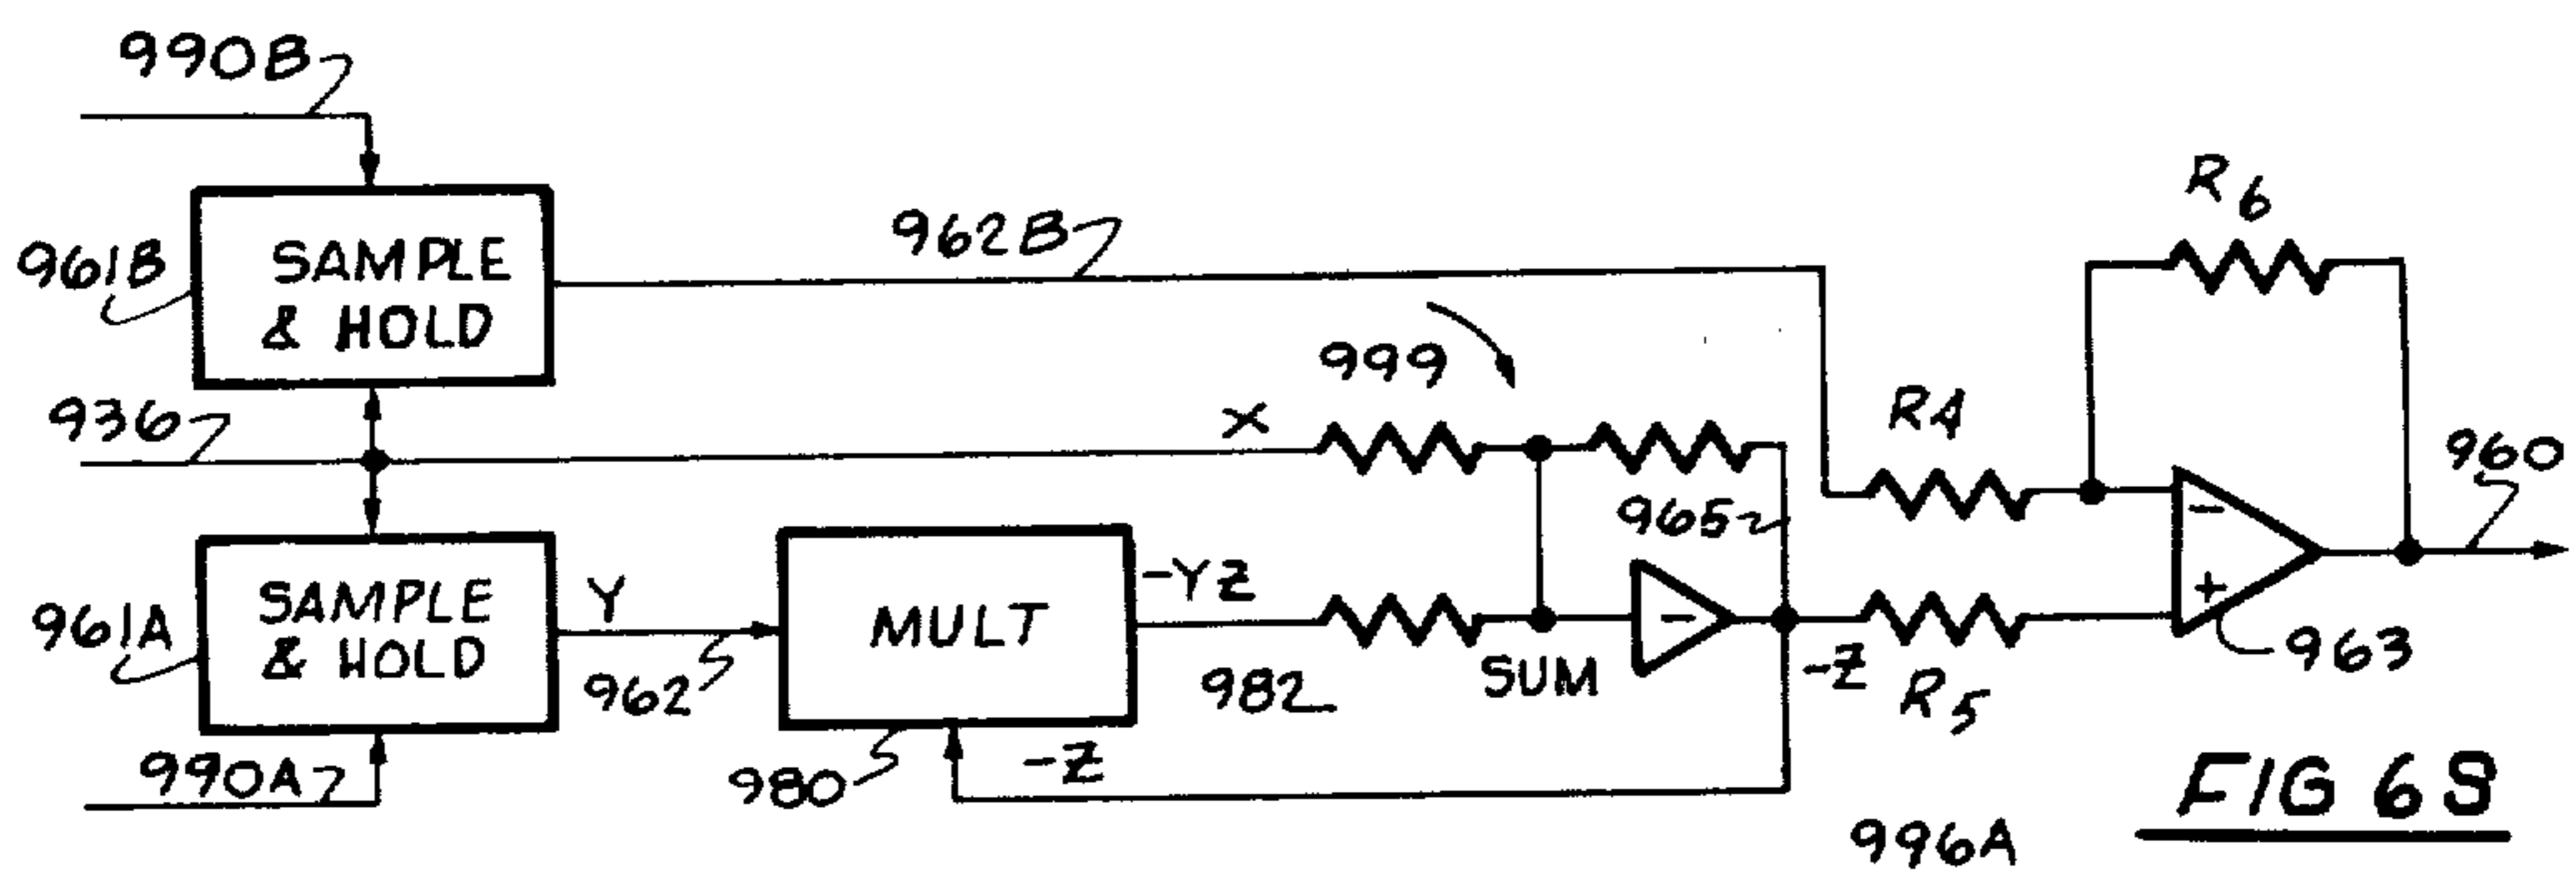 990B
R6
962B
961B
SAMPLE
& HOLD
999
936
X
R4
960
965
-
961A
SAMPLE
& HOLD
Y
MULT
-YZ
-
+
962
982
SUM
-Z
R5
963
990A
980
-Z
996A
FIG 6S